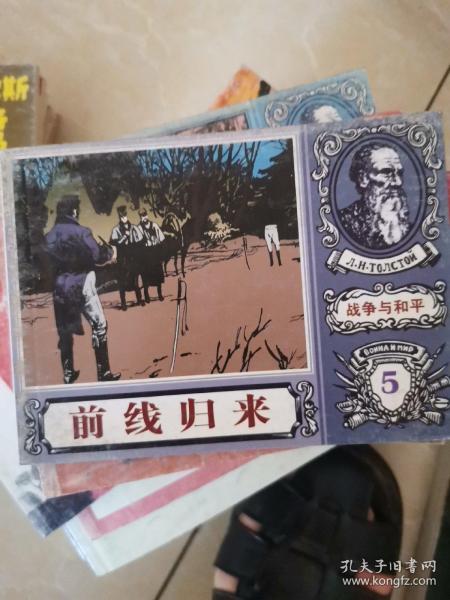 斯
Л.Н.ТОЛСТОЙ
战争与和平
ВОЙНА И МИР
5
前线归来
孔夫子旧书网
www.kongfz.com